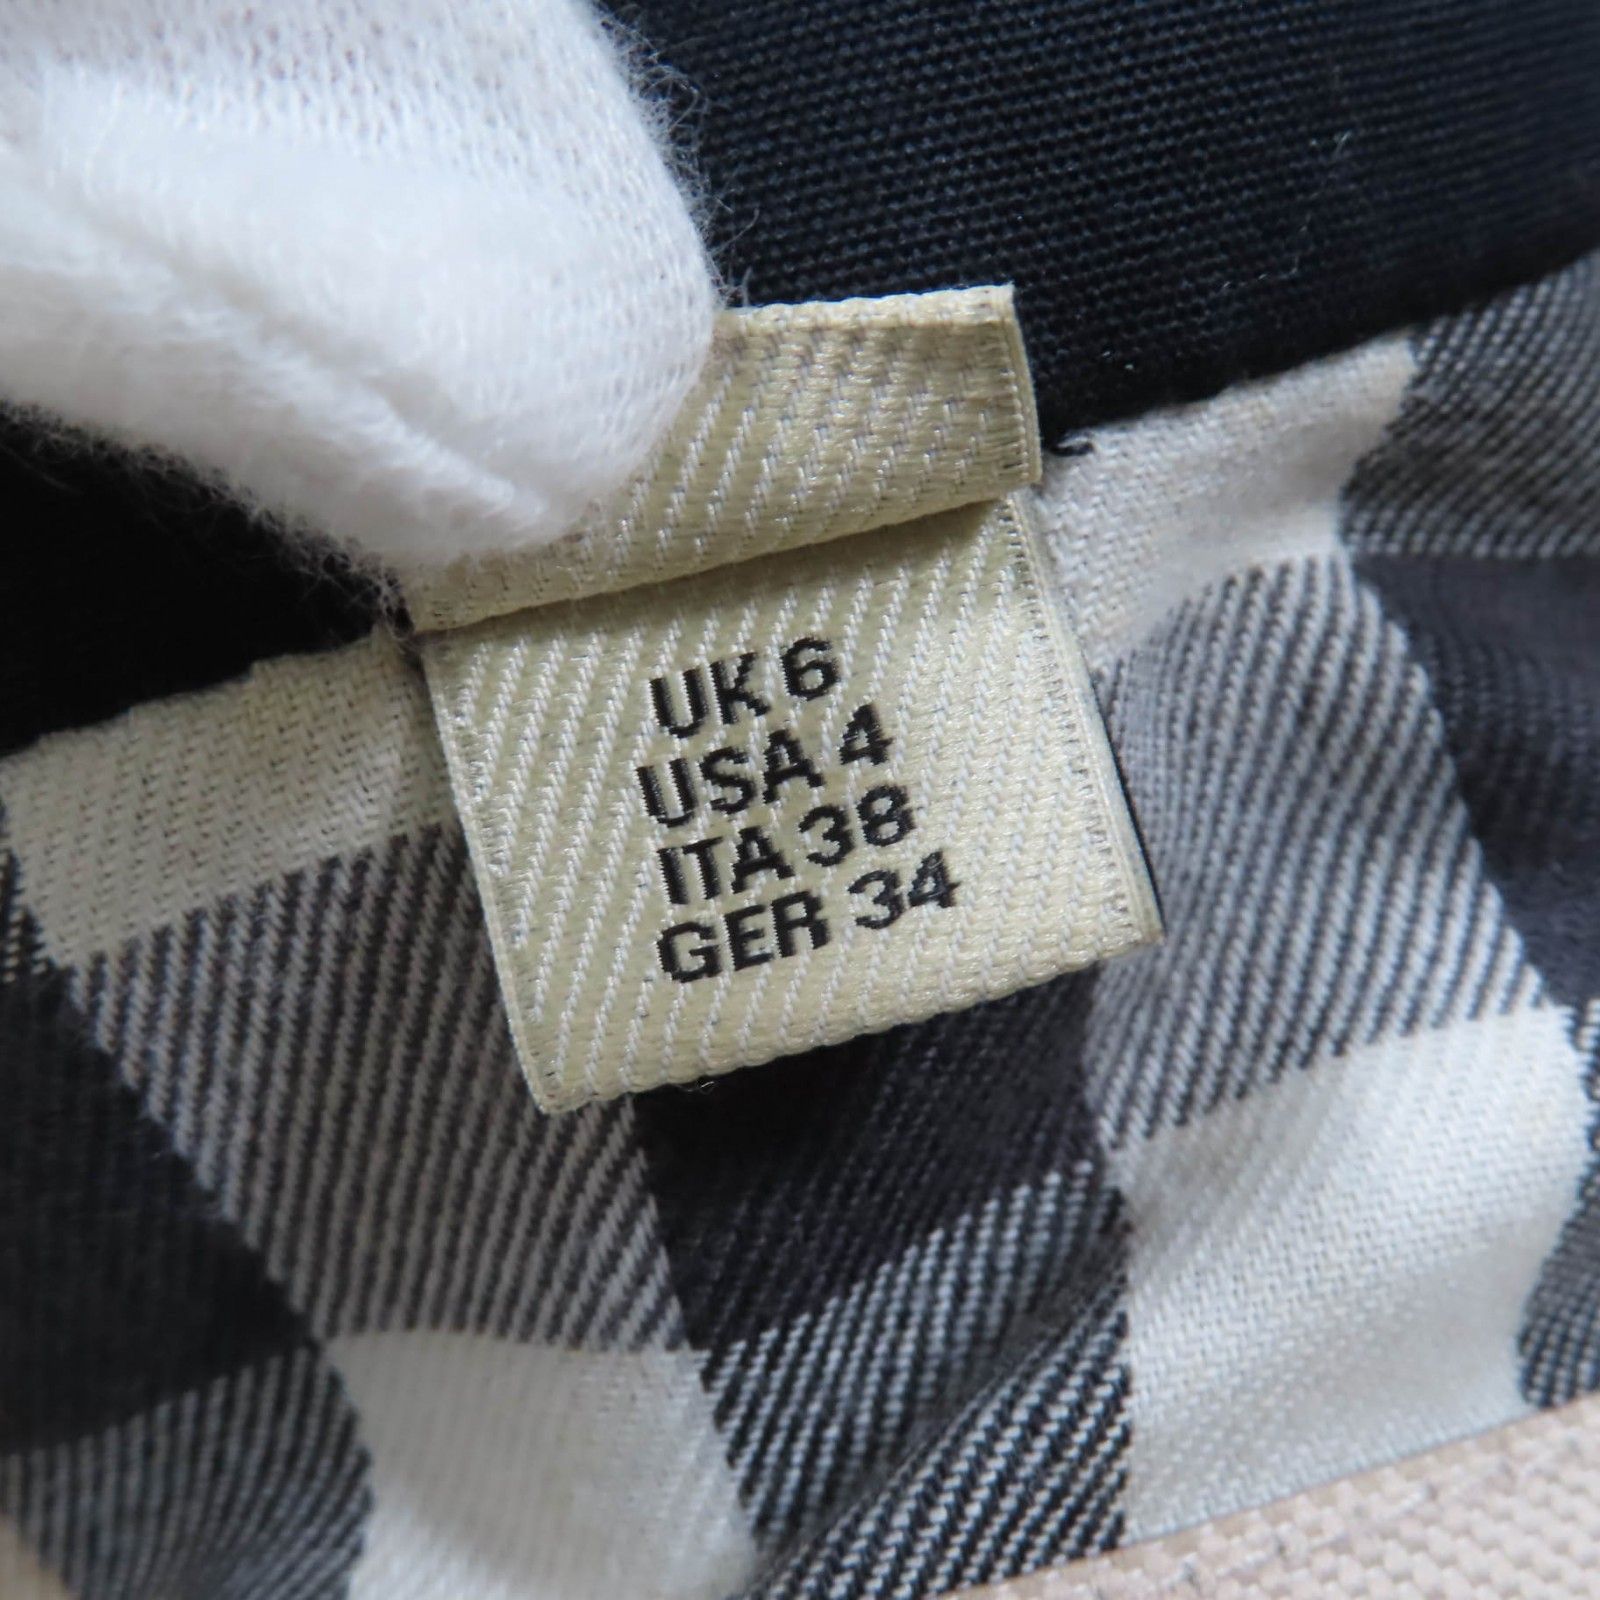 UK 6
USA 4
ITA 38
GER 34